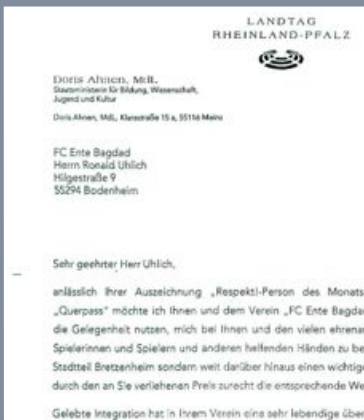 LANDTAG
RHEINLAND-PFALZ
Doris Ahnen, MdL
Staatsministerin für Bildung, Wissenschaft,
Jugend und Kultur
Doris Ahnen, MdL, Klarastraße 15 a, 55116 Mainz
FC Ente Bagdad
Herrn Ronald Uhlich
Hilgestraße 9
55294 Bodenheim
Sehr geehrter Herr Uhlich,
anlässlich Ihrer Auszeichnung „Respekt!-Person des Monats
„Querpass" möchte ich Ihnen und dem Verein „FC Ente Bagdad
die Gelegenheit nutzen, mich bei Ihnen und den vielen ehrena
Spielerinnen und Spielern und anderen helfenden Händen zu be
Stadtteil Bretzenheim sondern weit darüber hinaus einen wichtige
durch den an Sie verliehenen Preis zurecht die entsprechende We
Gelebte Integration hat in Ihrem Verein eine sehr lebendige über